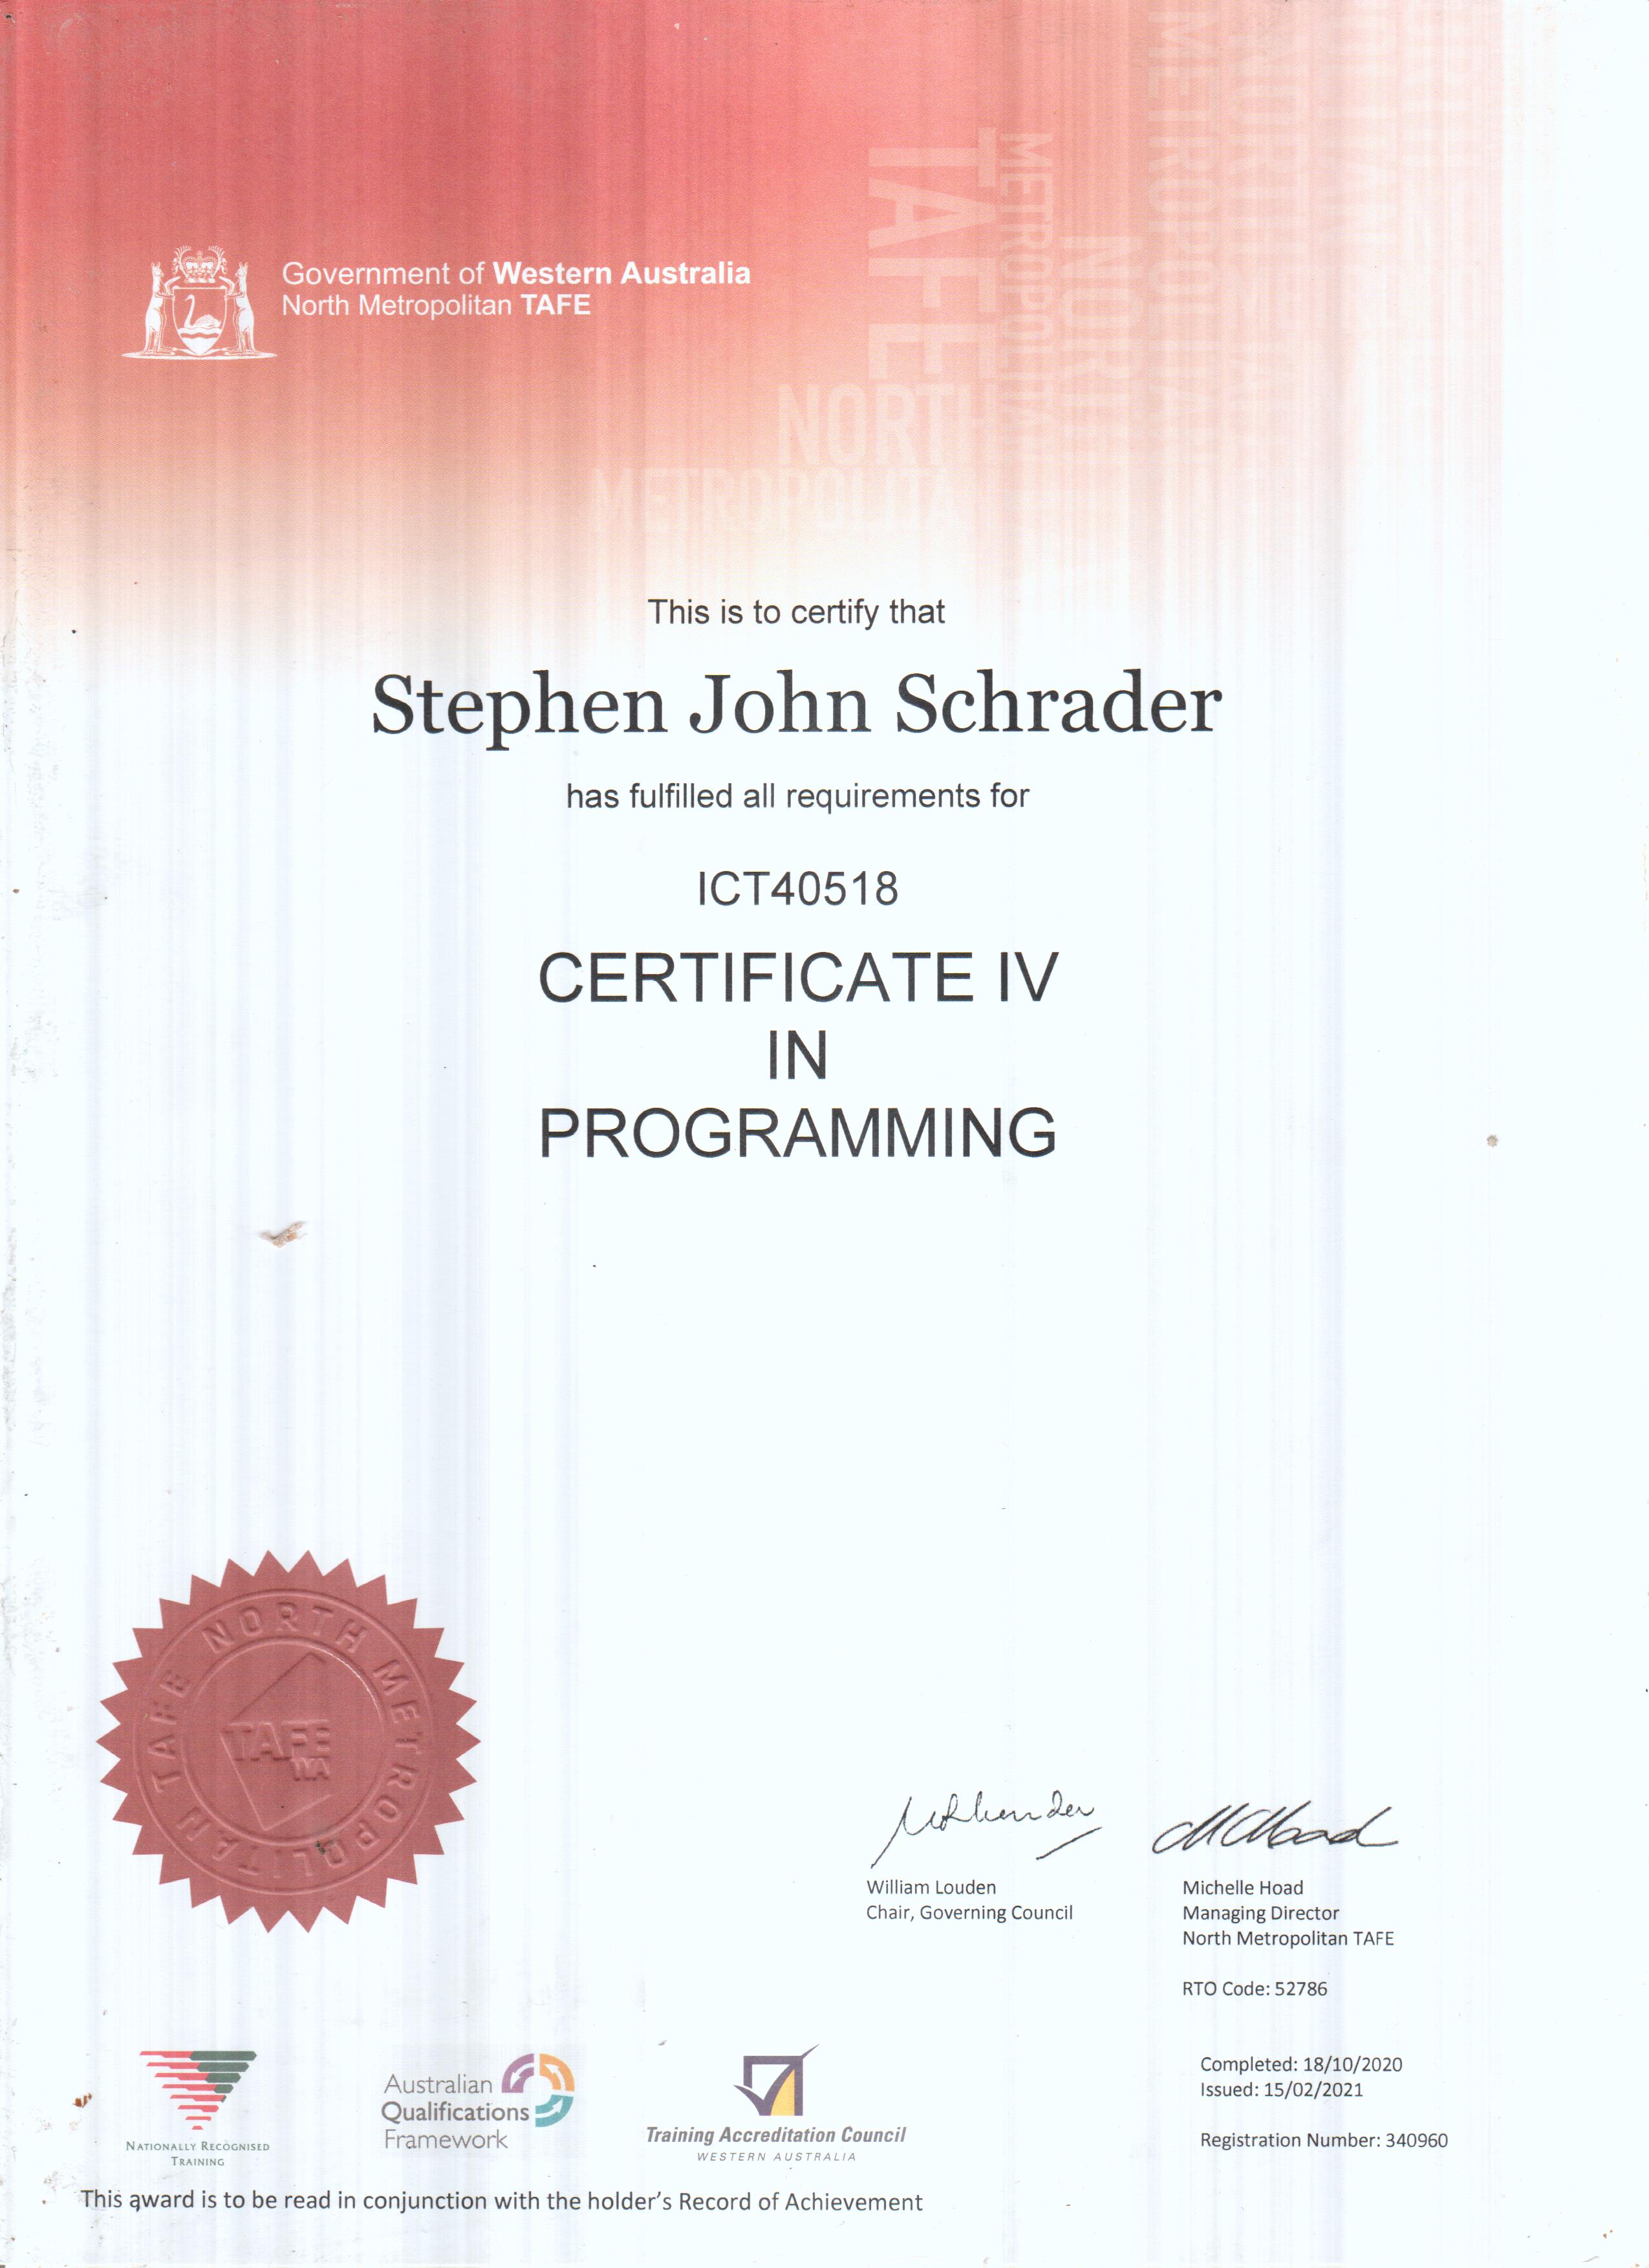 TAFE
METROPOLITAN
NORTH
METROPOLITAN
NORTH
METROPOLITA
Government of Western Australia
North Metropolitan TAFE
This is to certify that
Stephen John Schrader
has fulfilled all requirements for
ICT40518
CERTIFICATE IV
IN
PROGRAMMING
TAFE NORTH METROPOLITAN
TAFE
WA
William Louden
Chair, Governing Council
Michelle Hoad
Managing Director
North Metropolitan TAFE
RTO Code: 52786
Completed: 18/10/2020
Issued: 15/02/2021
Registration Number: 340960
NATIONALLY RECOGNISED
TRAINING
Australian
Qualifications
Framework
Training Accreditation Council
WESTERN AUSTRALIA
This award is to be read in conjunction with the holder's Record of Achievement